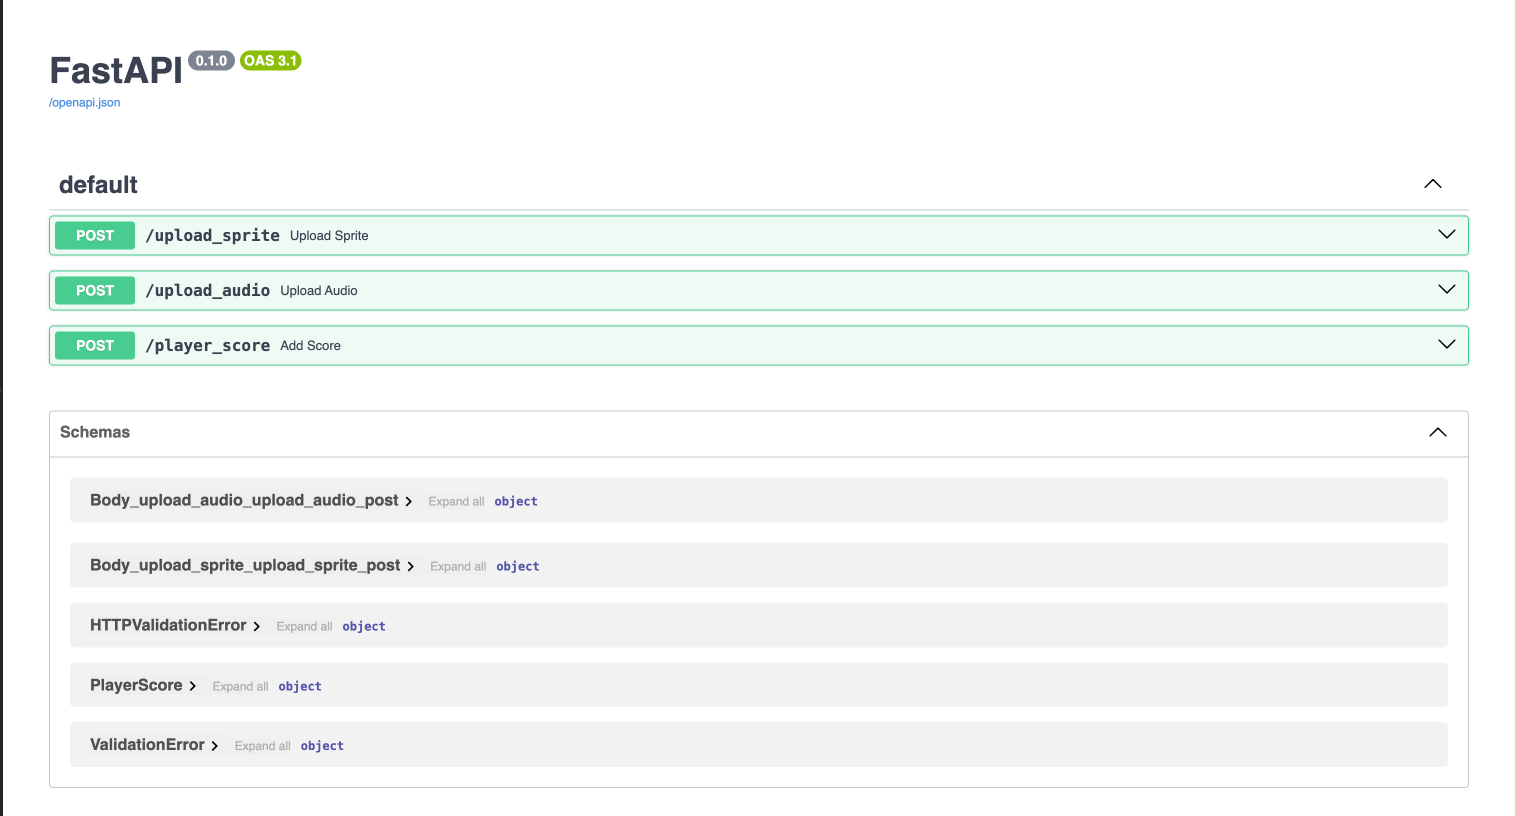 FastAPI 0.1.0 OAS 3.1
/openapi.json
default
POST /upload_sprite Upload Sprite
POST /upload_audio Upload Audio
POST /player_score Add Score
Schemas
Body_upload_audio_upload_audio_post Expand all object
Body_upload_sprite_upload_sprite_post Expand all object
HTTPValidationError Expand all object
PlayerScore Expand all object
ValidationError Expand all object